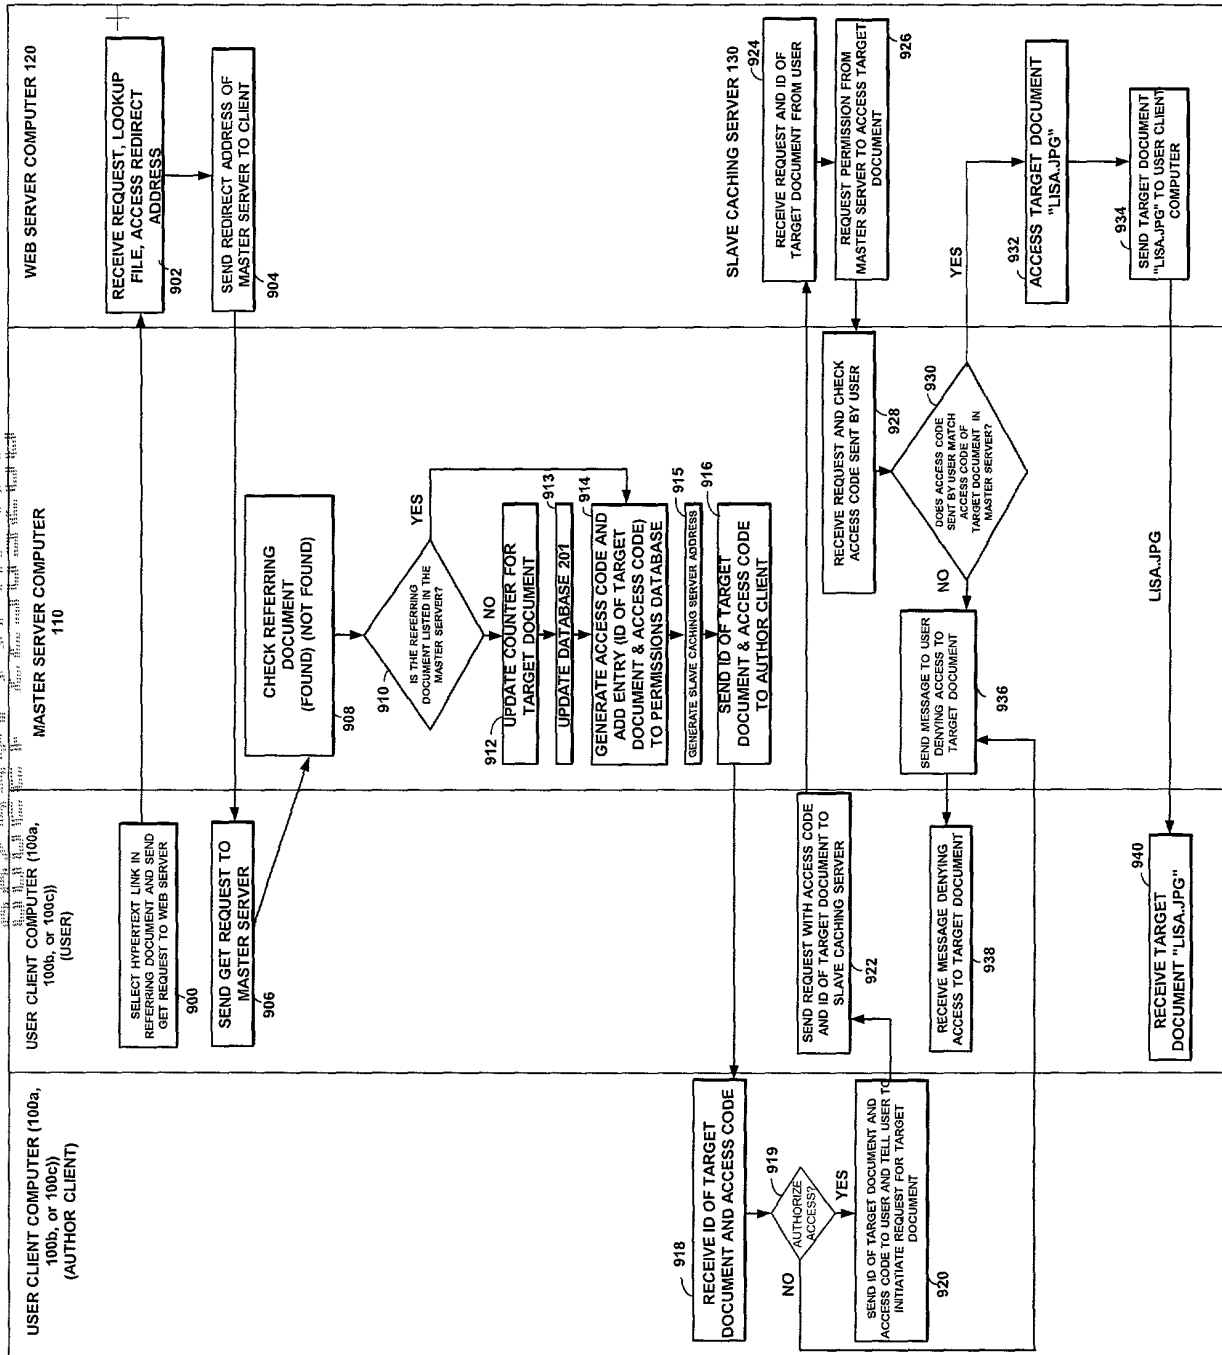 USER CLIENT COMPUTER (100a,
100b, or 100c))
(AUTHOR CLIENT)
USER CLIENT COMPUTER (100a,
100b, or 100c))
(USER)
MASTER SERVER COMPUTER
110
WEB SERVER COMPUTER 120
SELECT HYPERTEXT LINK IN
REFERRING DOCUMENT AND SEND
GET REQUEST TO WEB SERVER
900
RECEIVE REQUEST, LOOKUP
FILE, ACCESS REDIRECT
ADDRESS
902
SEND REDIRECT ADDRESS OF
MASTER SERVER TO CLIENT
904
SEND GET REQUEST TO
MASTER SERVER
906
CHECK REFERRING
DOCUMENT
(FOUND) (NOT FOUND)
908
IS THE REFERRING
DOCUMENT LISTED IN THE
MASTER SERVER?
910
YES
NO
UPDATE COUNTER FOR
TARGET DOCUMENT
912
UPDATE DATABASE 201
913
GENERATE ACCESS CODE AND
ADD ENTRY (ID OF TARGET
DOCUMENT & ACCESS CODE)
TO PERMISSIONS DATABASE
914
GENERATE SLAVE CACHING SERVER ADDRESS
915
SEND ID OF TARGET
DOCUMENT & ACCESS CODE
TO AUTHOR CLIENT
916
RECEIVE ID OF TARGET
DOCUMENT AND ACCESS CODE
918
AUTHORIZE
ACCESS?
919
NO
YES
SEND ID OF TARGET DOCUMENT AND
ACCESS CODE TO USER AND TELL USER TO
INITIATIATE REQUEST FOR TARGET
DOCUMENT
920
SEND REQUEST WITH ACCESS CODE
AND ID OF TARGET DOCUMENT TO
SLAVE CACHING SERVER
922
SLAVE CACHING SERVER 130
924
RECEIVE REQUEST AND ID OF
TARGET DOCUMENT FROM USER
REQUEST PERMISSION FROM
MASTER SERVER TO ACCESS TARGET
DOCUMENT
926
RECEIVE REQUEST AND CHECK
ACCESS CODE SENT BY USER
928
DOES ACCESS CODE
SENT BY USER MATCH
ACCESS CODE OF
TARGET DOCUMENT IN
MASTER SERVER?
930
NO
YES
ACCESS TARGET DOCUMENT
"LISA.JPG"
932
SEND TARGET DOCUMENT
"LISA.JPG" TO USER CLIENT
COMPUTER
934
SEND MESSAGE TO USER
DENYING ACCESS TO
TARGET DOCUMENT
936
RECEIVE MESSAGE DENYING
ACCESS TO TARGET DOCUMENT
938
LISA.JPG
RECEIVE TARGET
DOCUMENT "LISA.JPG"
940